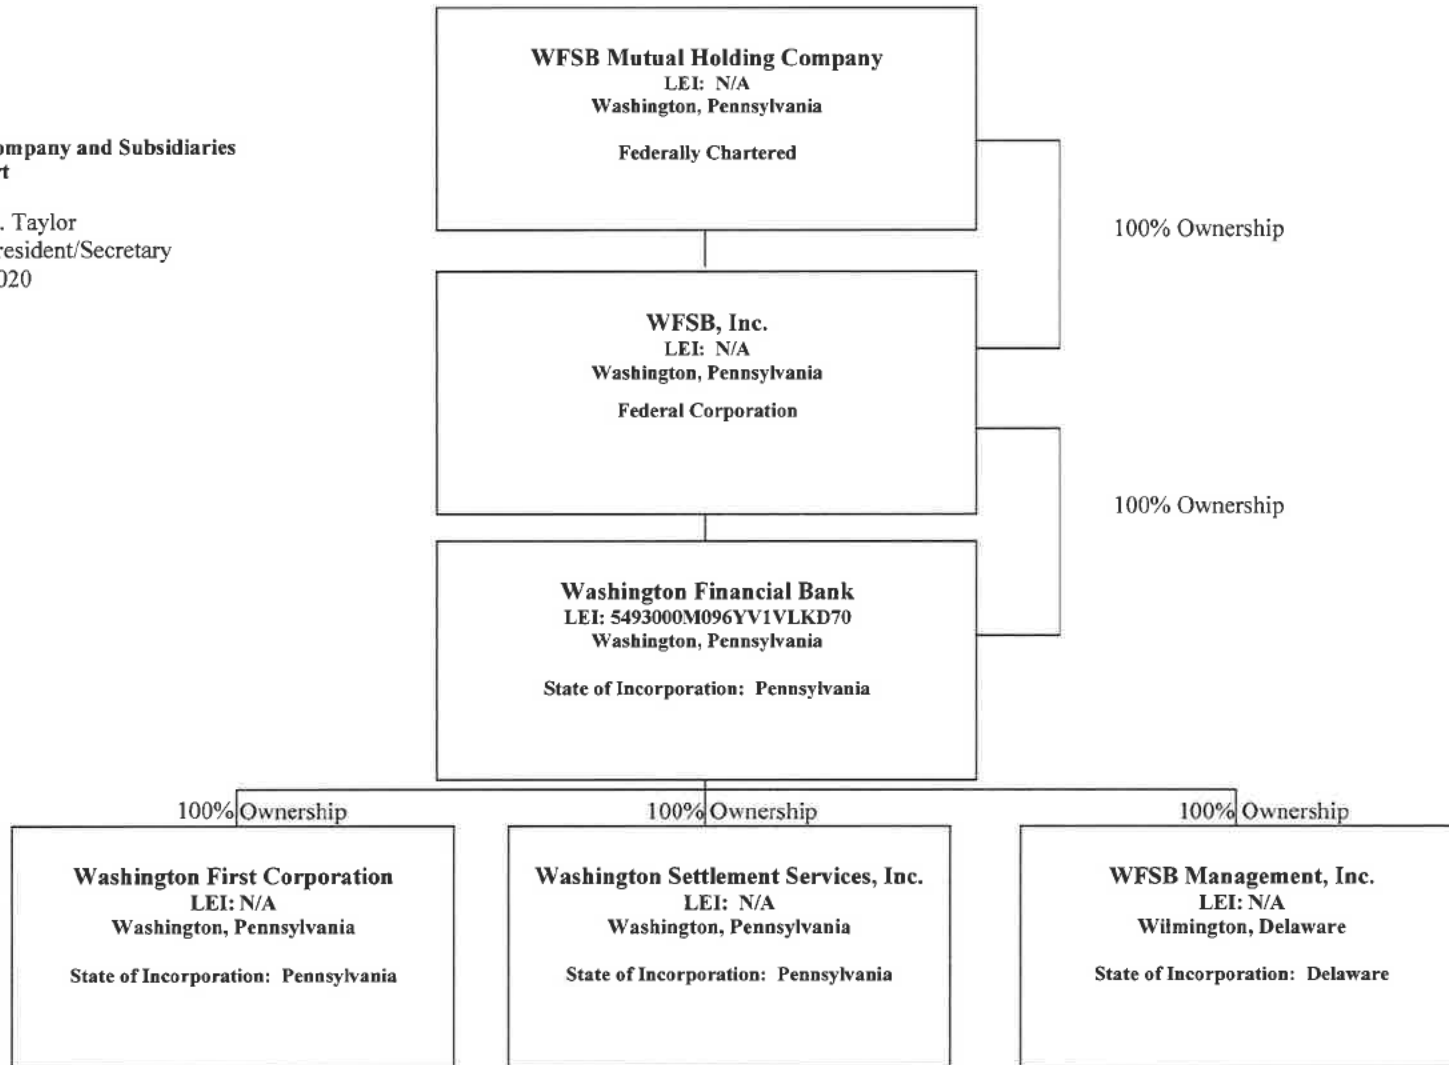 WFSB Mutual Holding Company
LEI: N/A
Washington, Pennsylvania
Federally Chartered
ompany and Subsidiaries
rt
. Taylor
resident/Secretary
020
100% Ownership
WFSB, Inc.
LEI: N/A
Washington, Pennsylvania
Federal Corporation
100% Ownership
Washington Financial Bank
LEI: 5493000M096YV1VLKD70
Washington, Pennsylvania
State of Incorporation: Pennsylvania
100% Ownership
100% Ownership
100% Ownership
Washington First Corporation
LEI: N/A
Washington, Pennsylvania
State of Incorporation: Pennsylvania
Washington Settlement Services, Inc.
LEI: N/A
Washington, Pennsylvania
State of Incorporation: Pennsylvania
WFSB Management, Inc.
LEI: N/A
Wilmington, Delaware
State of Incorporation: Delaware